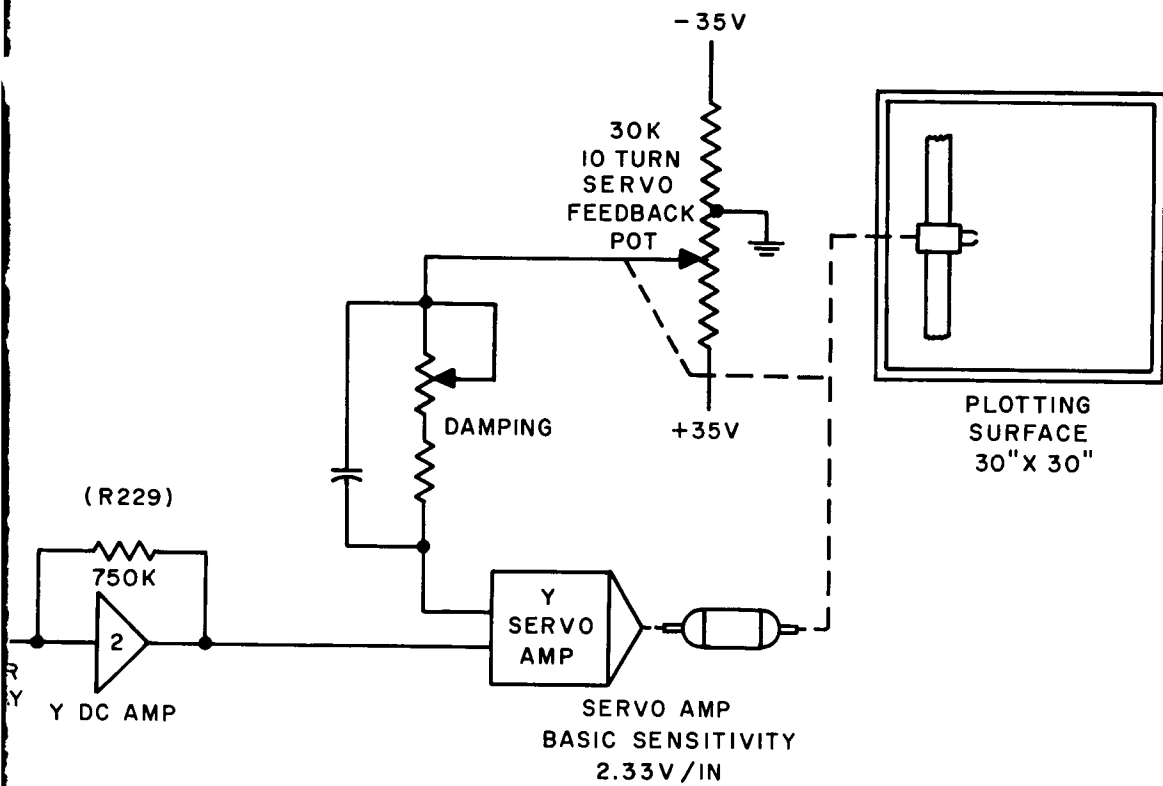 -35V
30K
10 TURN
SERVO
FEEDBACK
POT
DAMPING
+35V
PLOTTING
SURFACE
30"X 30"
(R229)
750K
2
R
Y
Y DC AMP
Y
SERVO
AMP
SERVO AMP
BASIC SENSITIVITY
2.33V/IN